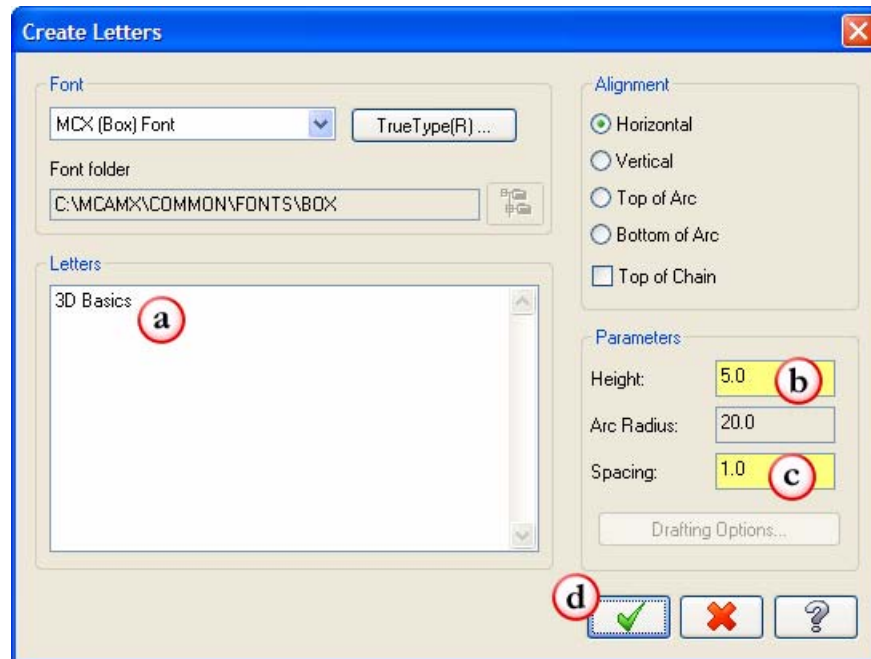 Create Letters
Font
MCX (Box) Font
TrueType(R) ...
Font folder
C:\MCAMX\COMMON\FONTS\BOX
Letters
3D Basics
a
Alignment
Horizontal
Vertical
Top of Arc
Bottom of Arc
Top of Chain
Parameters
Height: 5.0 b
Arc Radius: 20.0
Spacing: 1.0 c
Drafting Options...
d
?